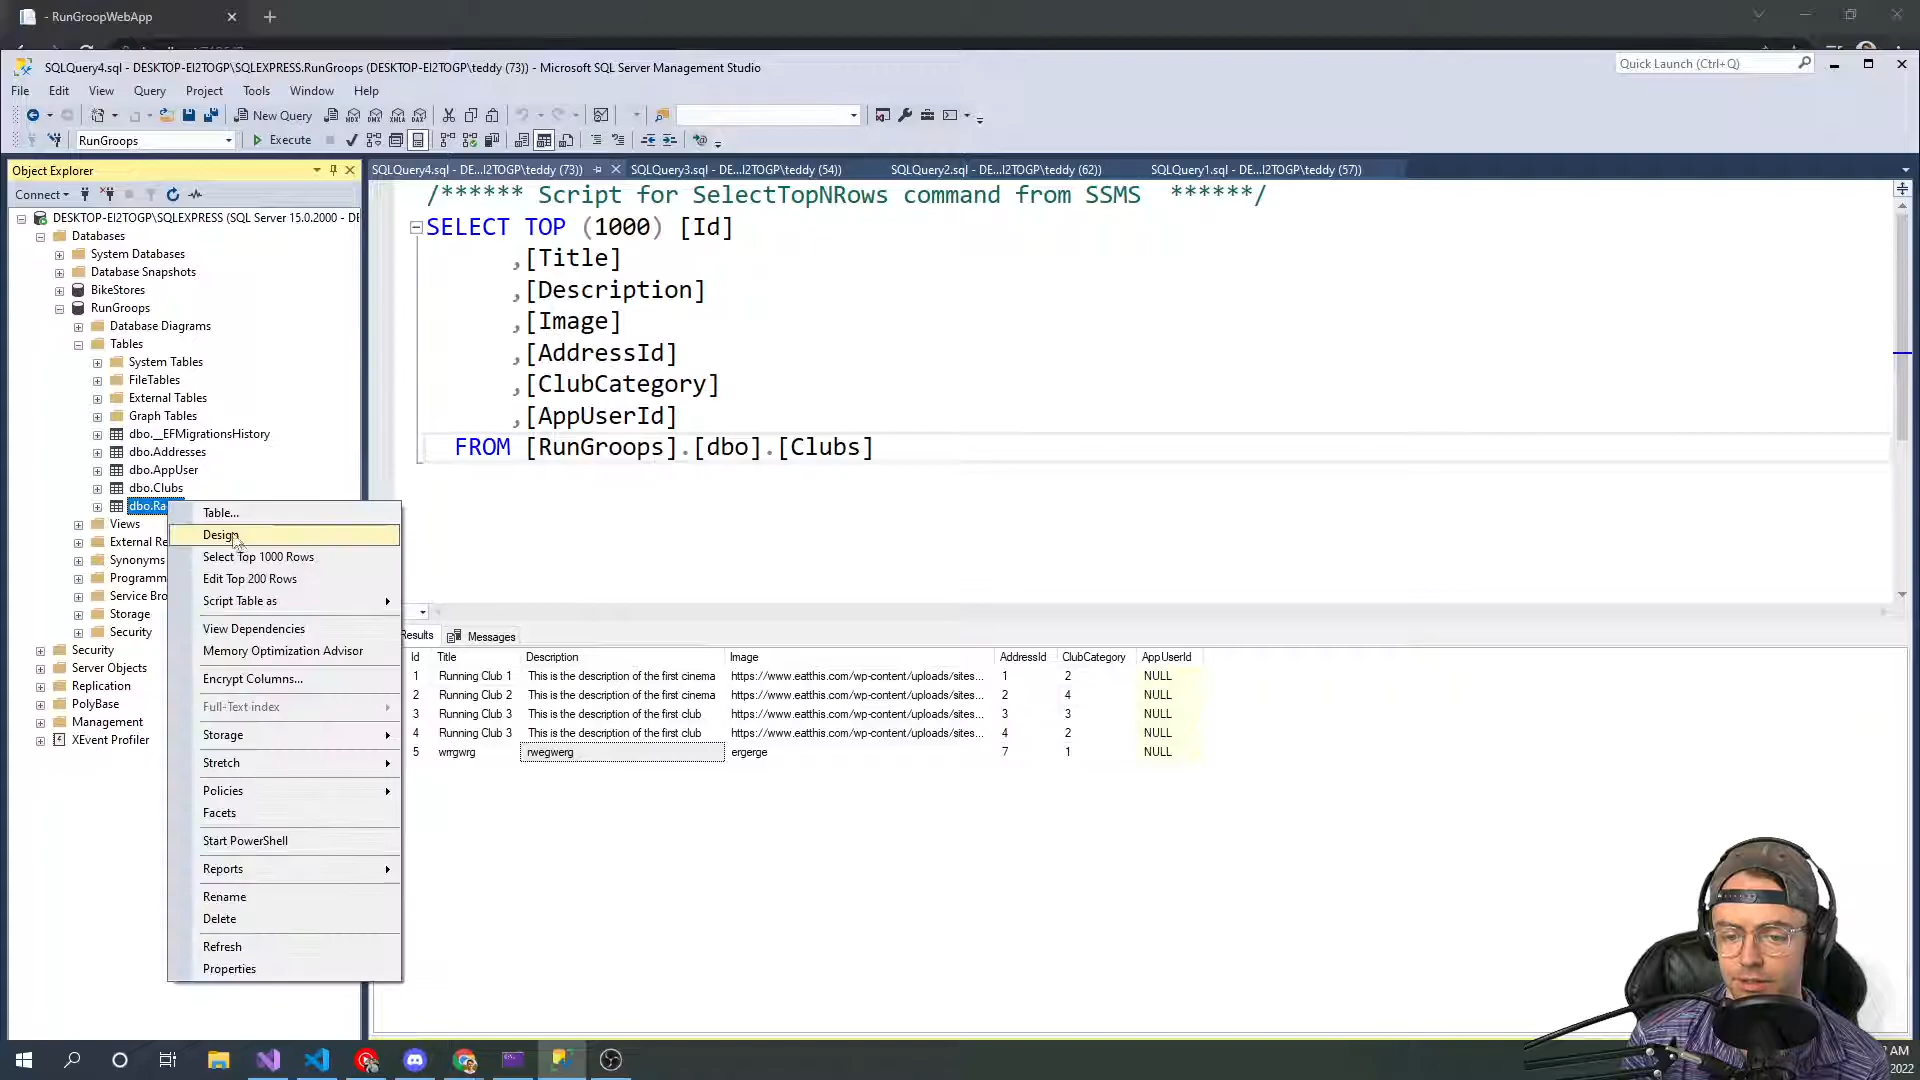 - RunGroopWebApp
SQLQuery4.sql - DESKTOP-EI2TOGP\SQLEXPRESS.RunGroops (DESKTOP-EI2TOGP\teddy (73)) - Microsoft SQL Server Management Studio
Quick Launch (Ctrl+Q)
File Edit View Query Project Tools Window Help
New Query
RunGroops
Execute
Object Explorer
SQLQuery4.sql - DE...I2TOGP\teddy (73))
SQLQuery3.sql - DE...I2TOGP\teddy (54))
SQLQuery2.sql - DE...I2TOGP\teddy (62))
SQLQuery1.sql - DE...I2TOGP\teddy (57))
Connect
DESKTOP-EI2TOGP\SQLEXPRESS (SQL Server 15.0.2000 - DE
Databases
System Databases
Database Snapshots
BikeStores
RunGroops
Database Diagrams
Tables
System Tables
FileTables
External Tables
Graph Tables
dbo.__EFMigrationsHistory
dbo.Addresses
dbo.AppUser
dbo.Clubs
dbo.Ra
Views
External Re
Synonyms
Programm
Service Bro
Storage
Security
Security
Server Objects
Replication
PolyBase
Management
XEvent Profiler
Table...
Design
Select Top 1000 Rows
Edit Top 200 Rows
Script Table as
View Dependencies
Memory Optimization Advisor
Encrypt Columns...
Full-Text index
Storage
Stretch
Policies
Facets
Start PowerShell
Reports
Rename
Delete
Refresh
Properties
/****** Script for SelectTopNRows command from SSMS ******/
SELECT TOP (1000) [Id]
,[Title]
,[Description]
,[Image]
,[AddressId]
,[ClubCategory]
,[AppUserId]
FROM [RunGroops].[dbo].[Clubs]
Results Messages
Id Title Description Image AddressId ClubCategory AppUserId
1 Running Club 1 This is the description of the first cinema https://www.eatthis.com/wp-content/uploads/sites... 1 2 NULL
2 Running Club 2 This is the description of the first cinema https://www.eatthis.com/wp-content/uploads/sites... 2 4 NULL
3 Running Club 3 This is the description of the first club https://www.eatthis.com/wp-content/uploads/sites... 3 3 NULL
4 Running Club 3 This is the description of the first club https://www.eatthis.com/wp-content/uploads/sites... 4 2 NULL
5 wrrgwrg rwegwerg ergerge 7 1 NULL
AM
2022